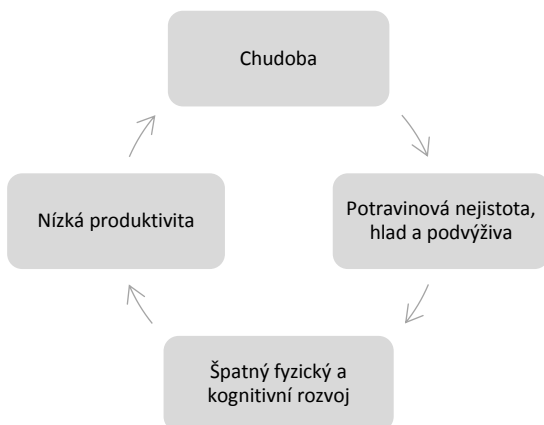 Chudoba
Potravinová nejistota,
hlad a podvýživa
Špatný fyzický a
kognitivní rozvoj
Nízká produktivita